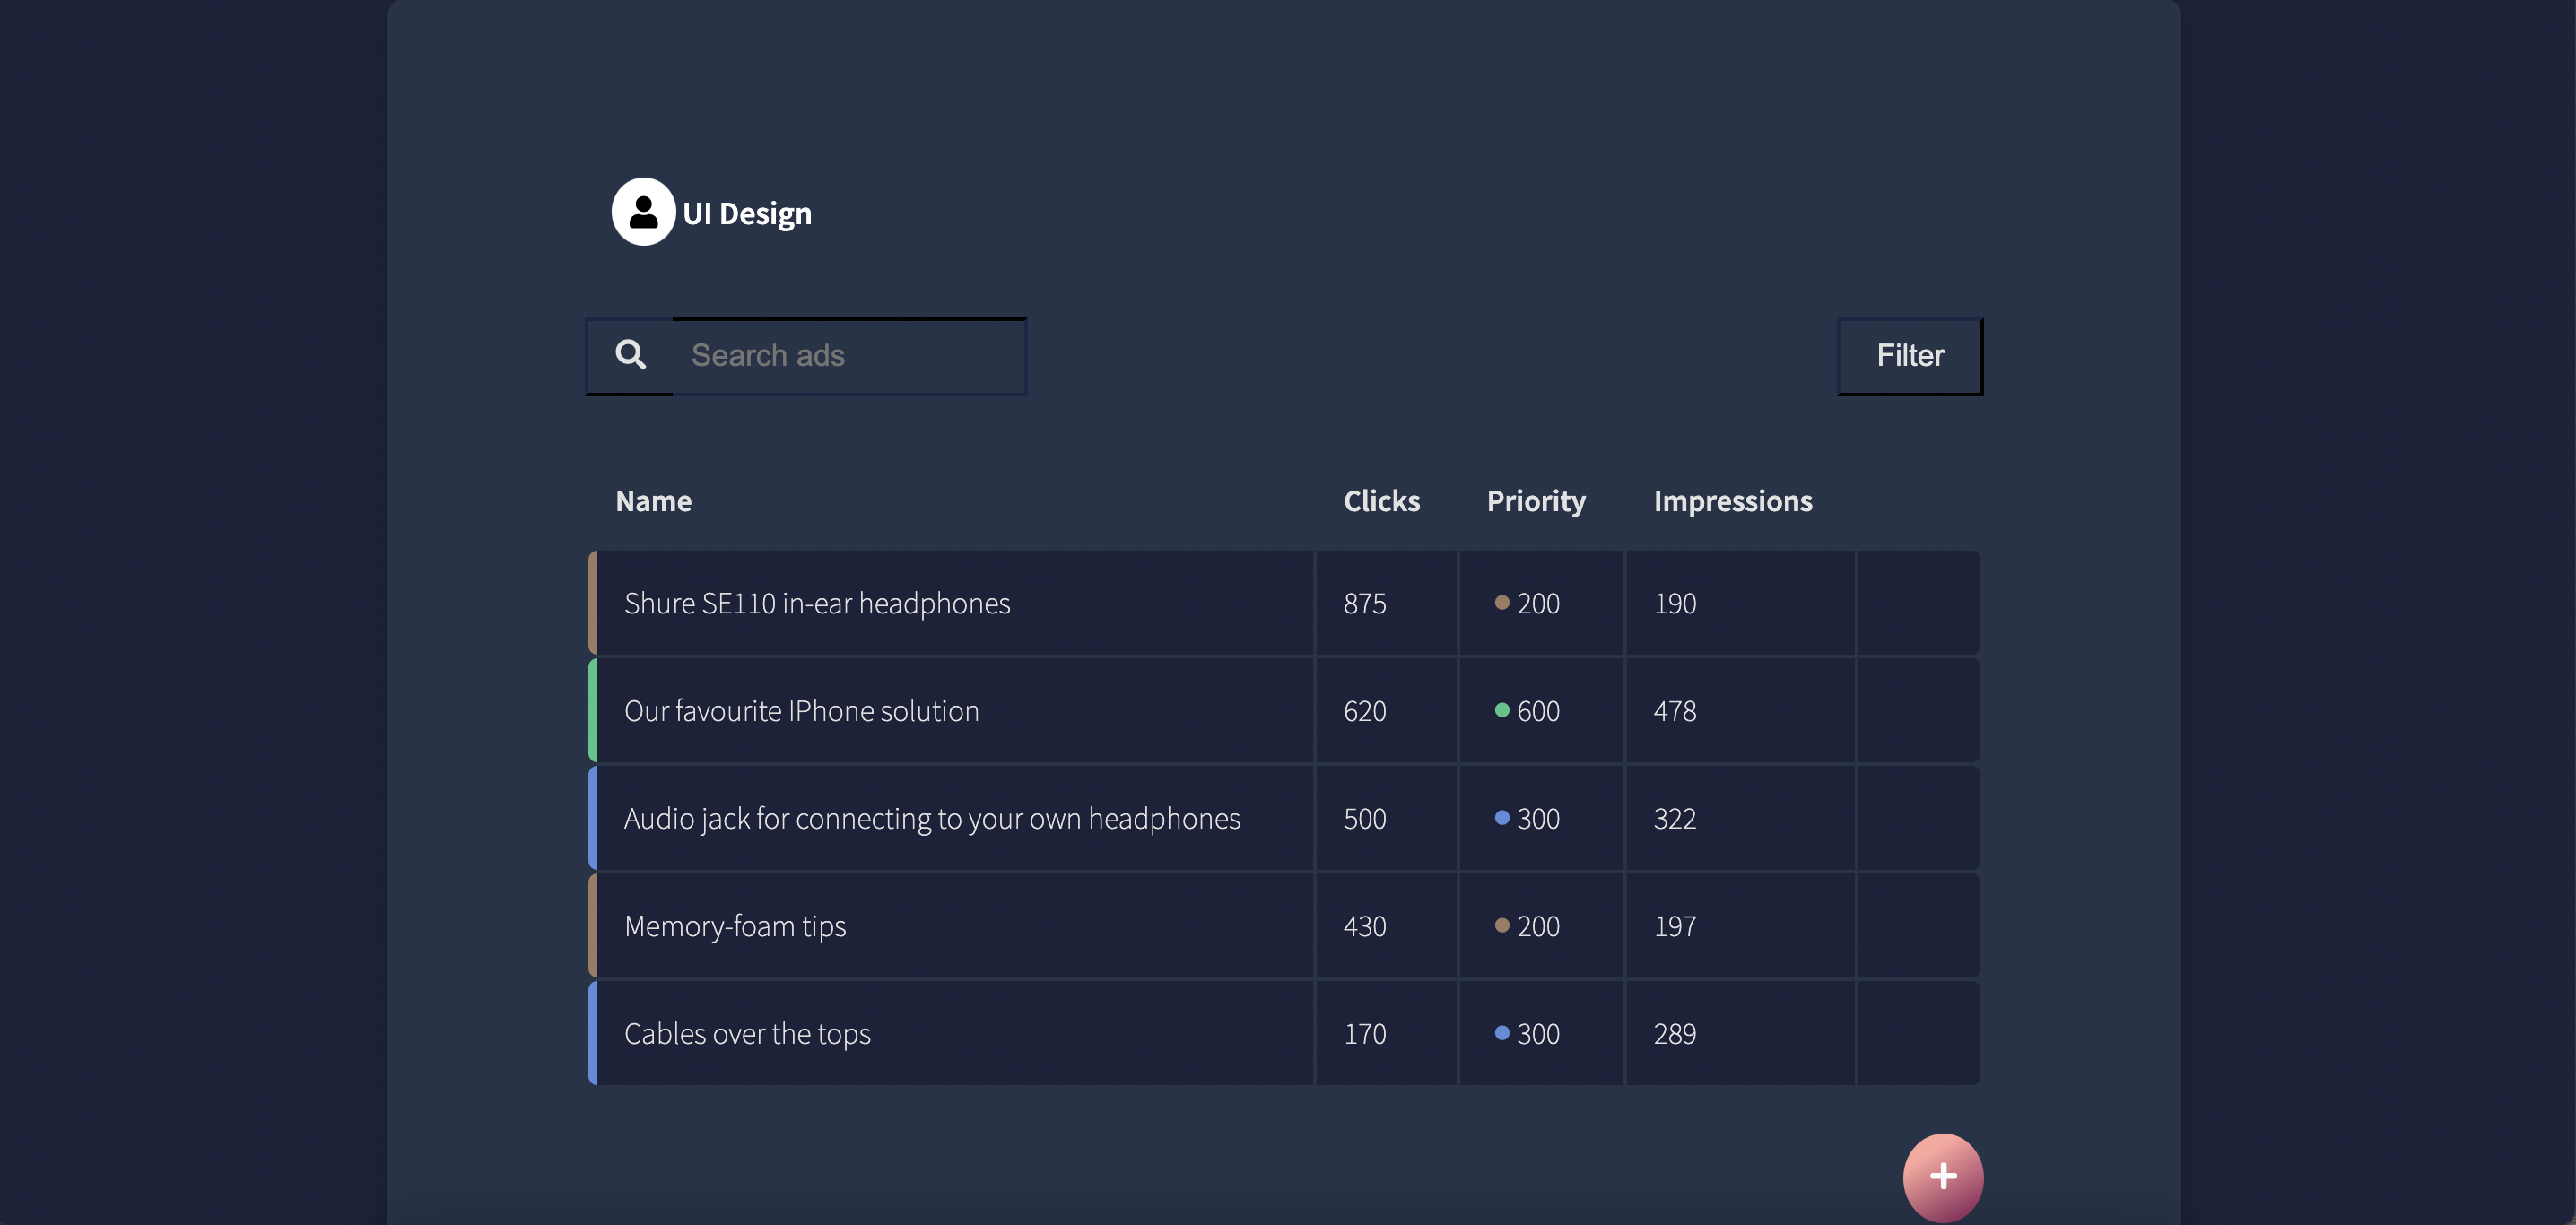 UI Design
Search ads
Filter
Name Clicks Priority Impressions
Shure SE110 in-ear headphones 875 200 190
Our favourite IPhone solution 620 600 478
Audio jack for connecting to your own headphones 500 300 322
Memory-foam tips 430 200 197
Cables over the tops 170 300 289